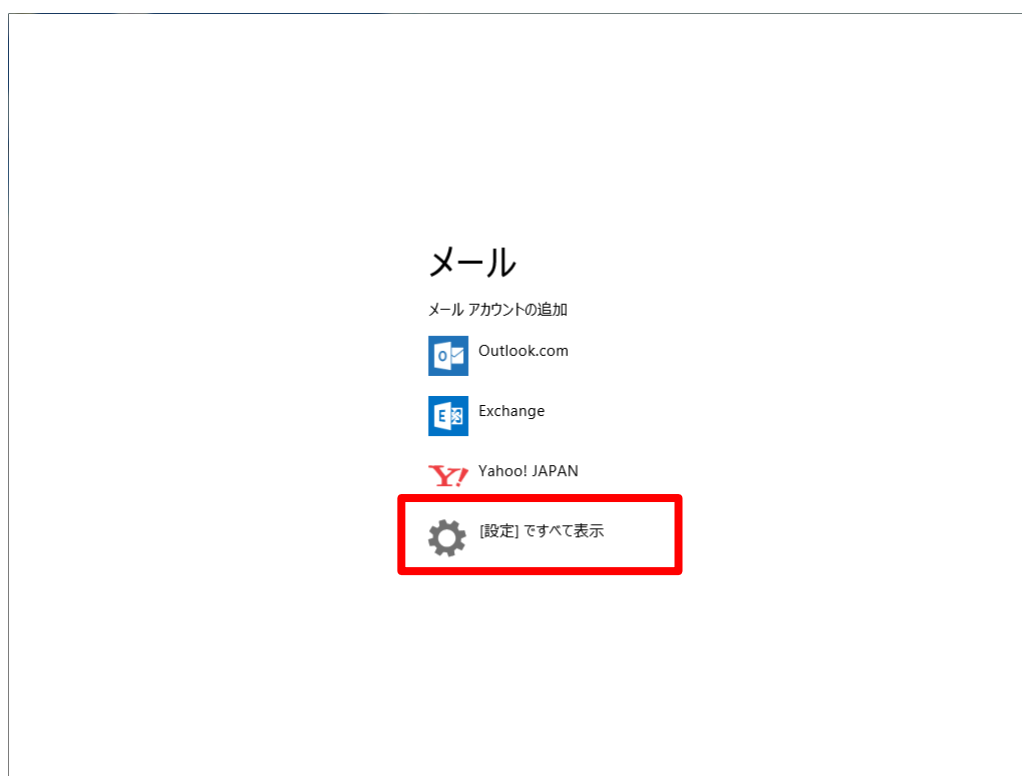 メール
メール アカウントの追加
Outlook.com
Exchange
Yahoo! JAPAN
[設定] ですべて表示